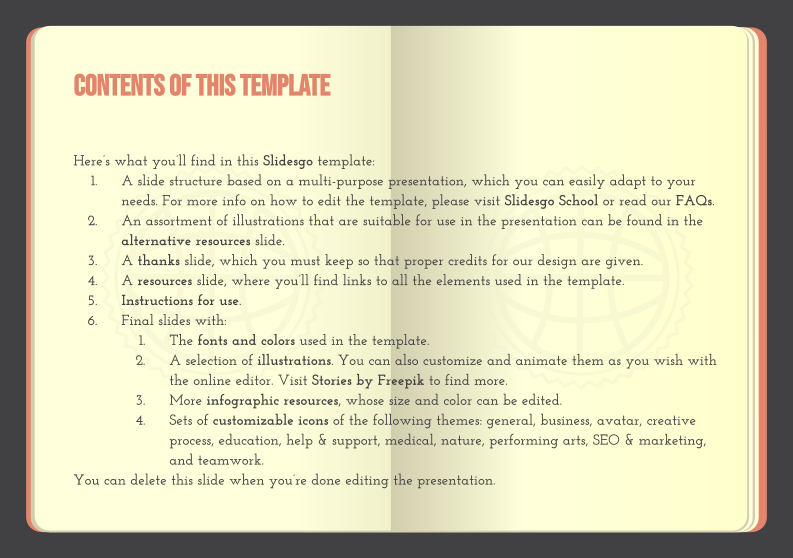 CONTENTS OF THIS TEMPLATE
Here's what you'll find in this Slidesgo template:
1. A slide structure based on a multi-purpose presentation, which you can easily adapt to your
needs. For more info on how to edit the template, please visit Slidesgo School or read our FAQs.
2. An assortment of illustrations that are suitable for use in the presentation can be found in the
alternative resources slide.
3. A thanks slide, which you must keep so that proper credits for our design are given.
4. A resources slide, where you'll find links to all the elements used in the template.
5. Instructions for use.
6. Final slides with:
1. The fonts and colors used in the template.
2. A selection of illustrations. You can also customize and animate them as you wish with
the online editor. Visit Stories by Freepik to find more.
3. More infographic resources, whose size and color can be edited.
4. Sets of customizable icons of the following themes: general, business, avatar, creative
process, education, help & support, medical, nature, performing arts, SEO & marketing,
and teamwork.
You can delete this slide when you're done editing the presentation.